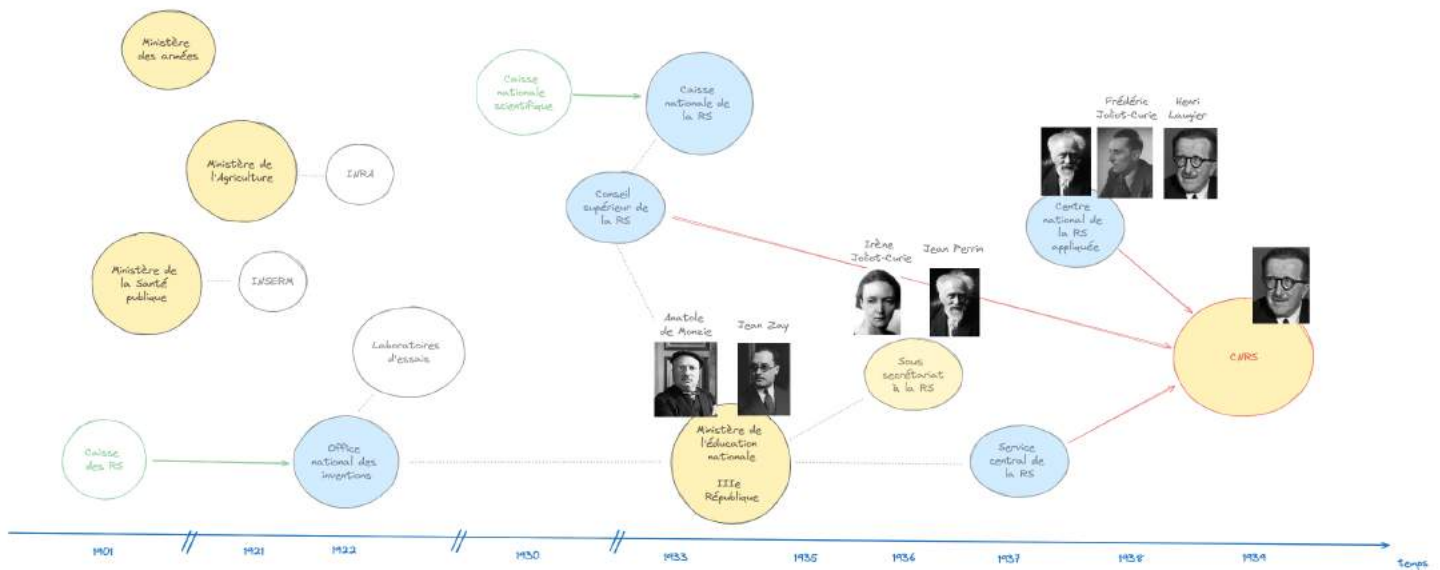 Ministère
des armées
Caisse
nationale
scientifique
Caisse
nationale de
la RS
Frédéric
Joliot-Curie
Henri
Laugier
Ministère de
l'Agriculture
INRA
Conseil
supérieur de
la RS
Centre
national de
la RS
appliquée
Irène
Joliot-Curie
Jean Perrin
Ministère de
la Santé
publique
INSERM
Anatole
de Monzie
Jean Zay
Laboratoires
d'essais
Sous
secrétariat
à la RS
CNRS
Caisse
des RS
Office
national des
inventions
Ministère de
l'éducation
nationale
IIIe
République
Service
central de
la RS
1901
1921
1922
1930
1933
1935
1936
1937
1938
1939
temps